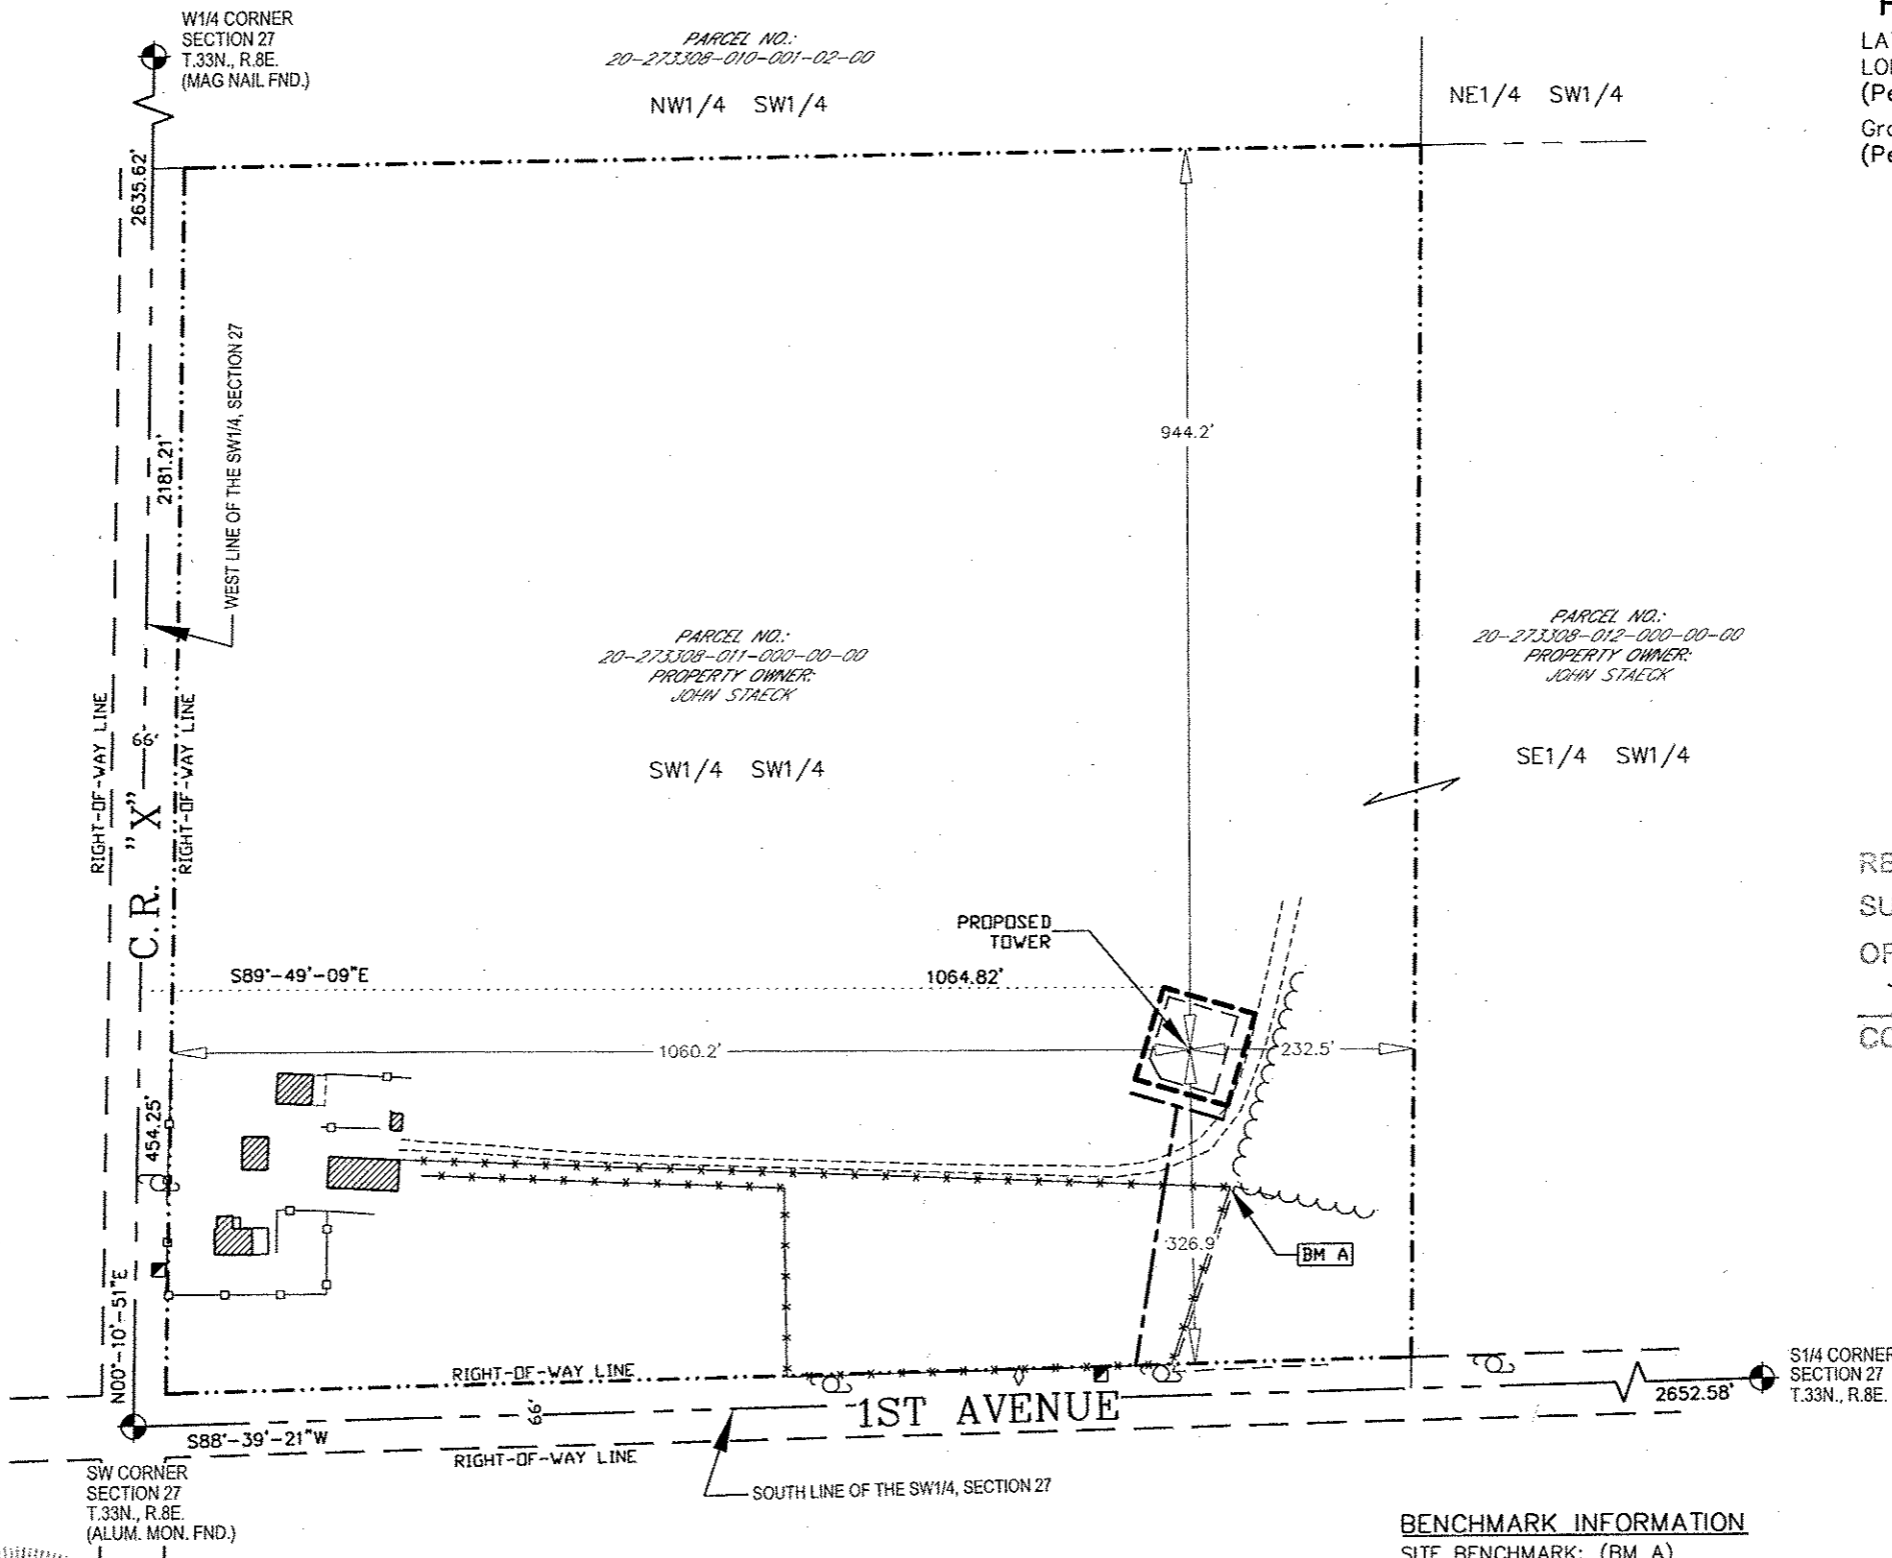 W1/4 CORNER
SECTION 27
T.33N., R.8E.
(MAG NAIL FND.)
PARCEL NO.:
20-273308-010-001-02-00
NW1/4 SW1/4
NE1/4 SW1/4
(Pe
Gro
(Pe
2635.62'
2181.21'
WEST LINE OF THE SW1/4, SECTION 27
944.2'
PARCEL NO.:
20-273308-011-000-00-00
PROPERTY OWNER:
JOHN STAECK
SW1/4 SW1/4
PARCEL NO.:
20-273308-012-000-00-00
PROPERTY OWNER:
JOHN STAECK
SE1/4 SW1/4
RIGHT-OF-WAY LINE
66'
RIGHT-OF-WAY LINE
C.R. "X"
PROPOSED
TOWER
S89°-49'-09"E
1064.82'
1060.2'
232.5'
454.25'
326.9'
BM A
N00°-10'-51"E
RIGHT-OF-WAY LINE
66'
1ST AVENUE
S88°-39'-21"W
RIGHT-OF-WAY LINE
2652.58'
S1/4 CORNER
SECTION 27
T.33N., R.8E.
SW CORNER
SECTION 27
T.33N., R.8E.
(ALUM. MON. FND.)
SOUTH LINE OF THE SW1/4, SECTION 27
BENCHMARK INFORMATION
SITE BENCHMARK: (BM A)